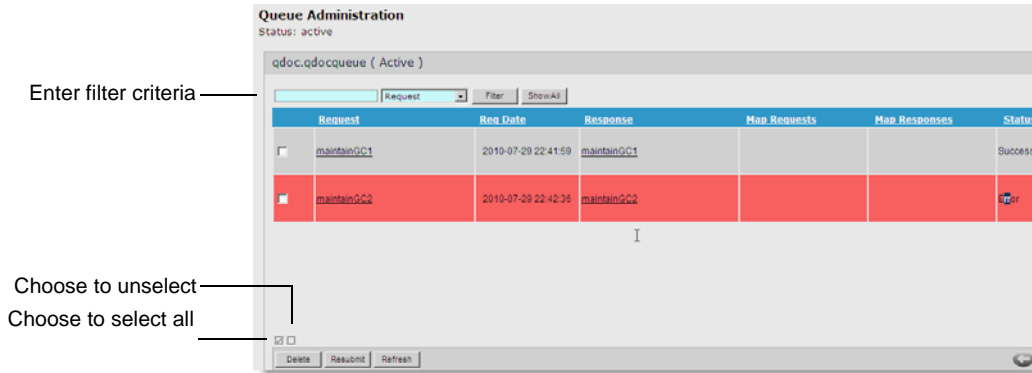 Queue Administration
Status: active
qdoc.qdocqueue ( Active )
Enter filter criteria
Request Filter ShowAll
Request Req Date Response Map Requests Map Responses Status
maintainGC1 2010-07-29 22:41:59 maintainGC1 Success
maintainGC2 2010-07-29 22:42:36 maintainGC2
Choose to unselect
Choose to select all
Delete Resubmit Refresh